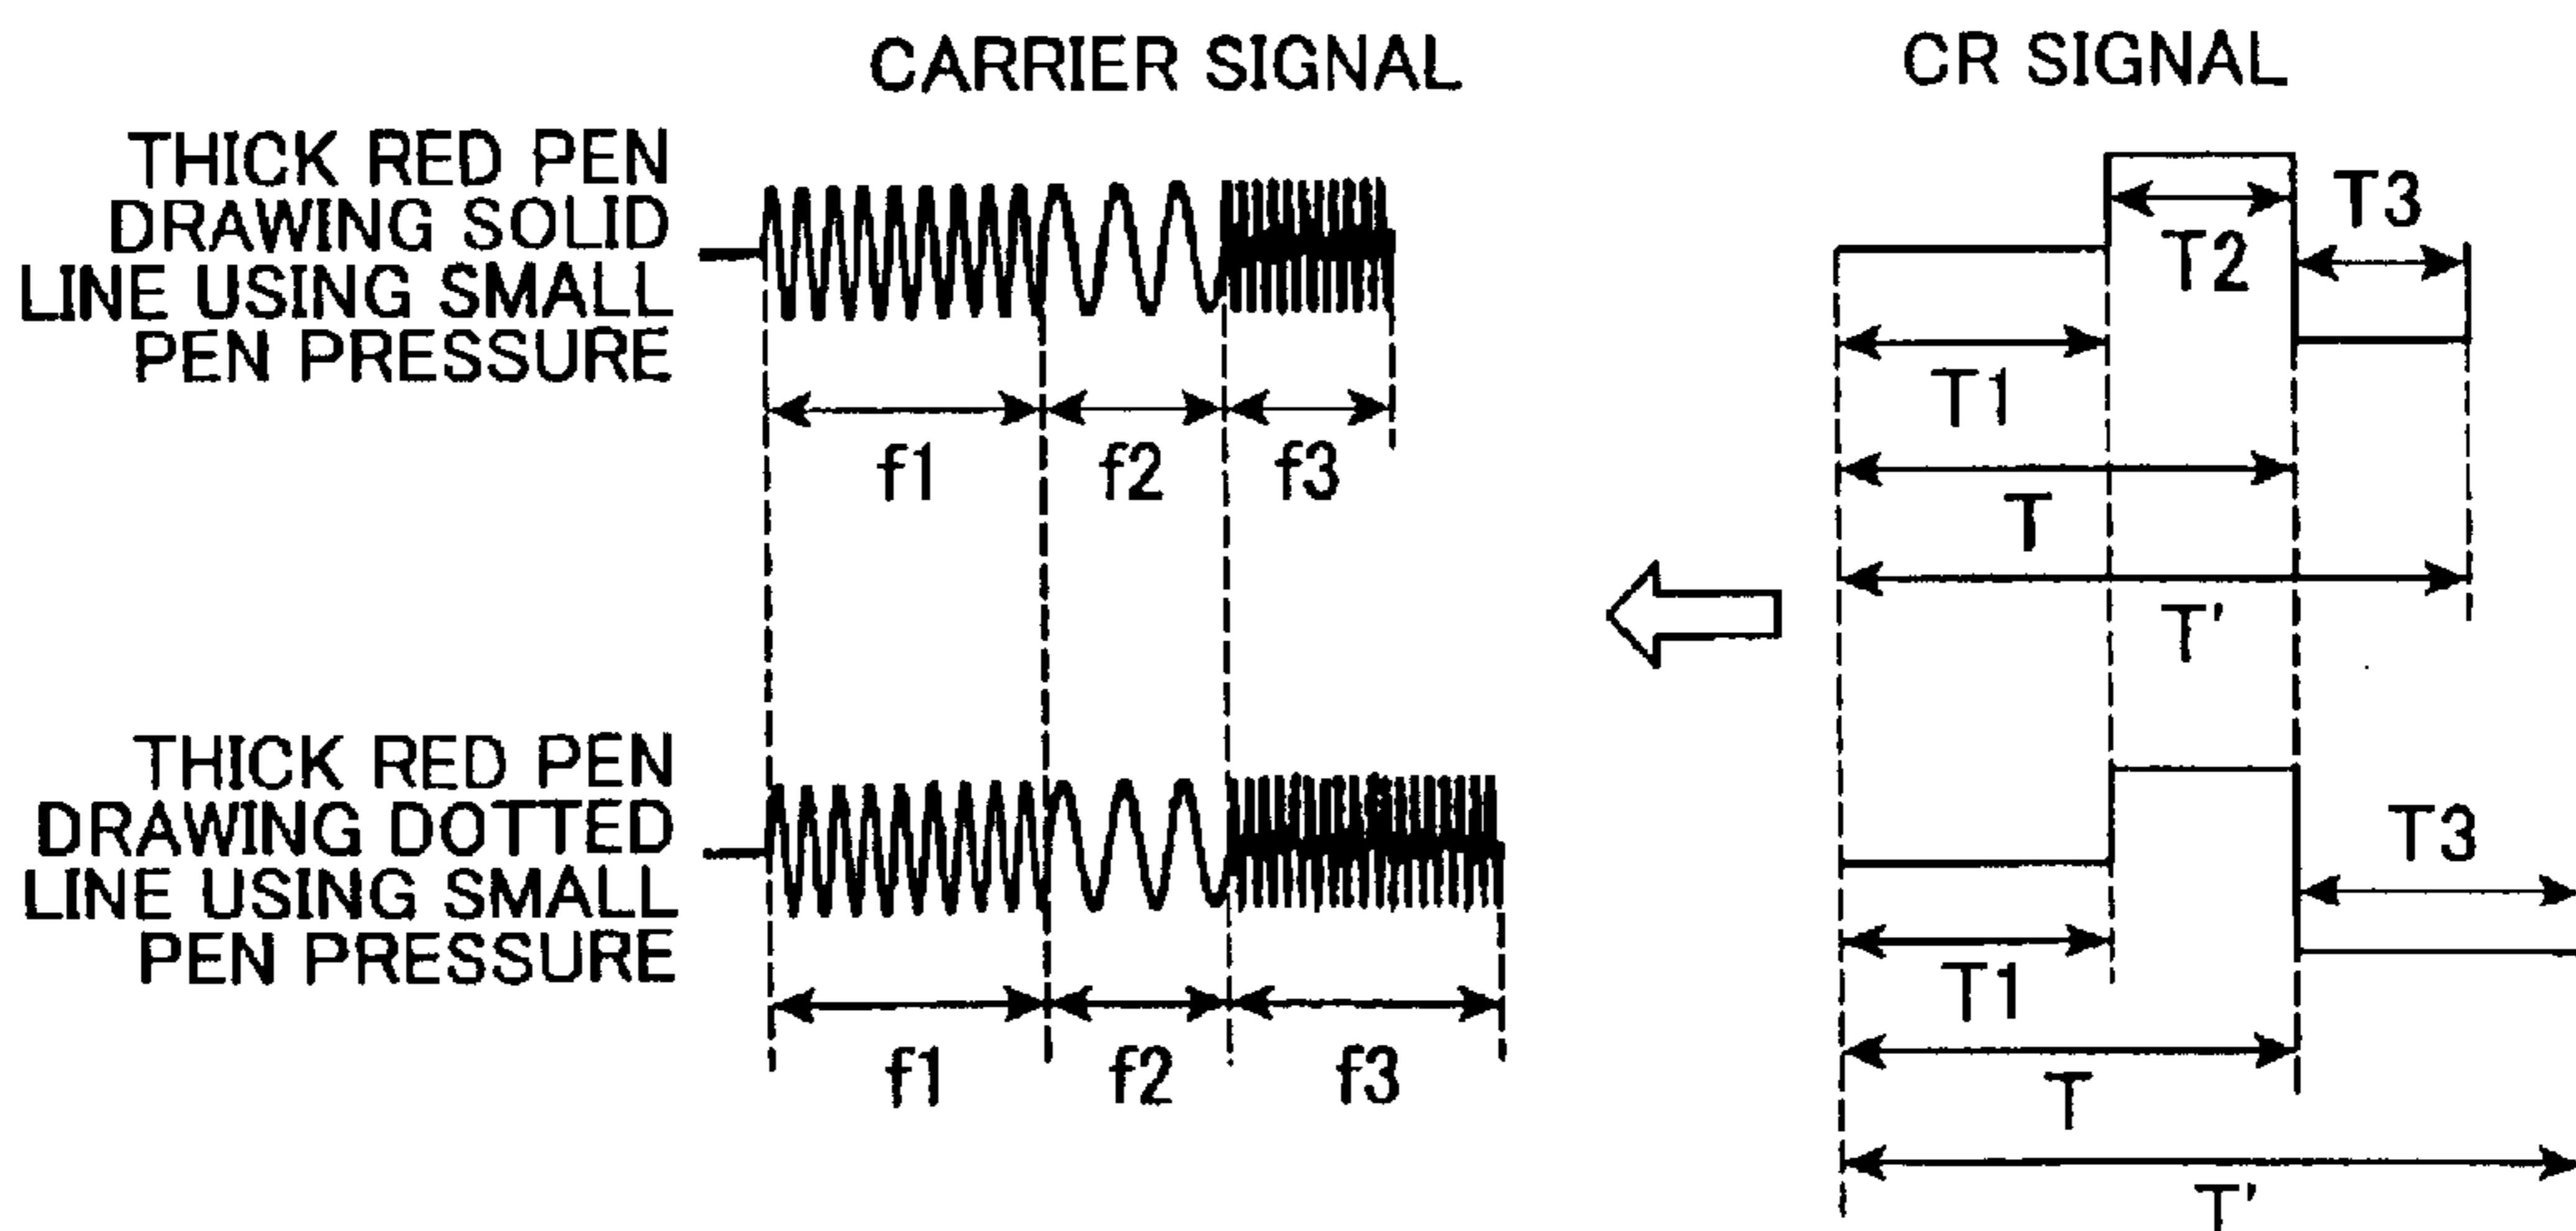 CARRIER SIGNAL
CR SIGNAL
THICK RED PEN
DRAWING SOLID
LINE USING SMALL
PEN PRESSURE
f1
f2
f3
T1
T2
T3
T
T'
THICK RED PEN
DRAWING DOTTED
LINE USING SMALL
PEN PRESSURE
f1
f2
f3
T1
T3
T
T'